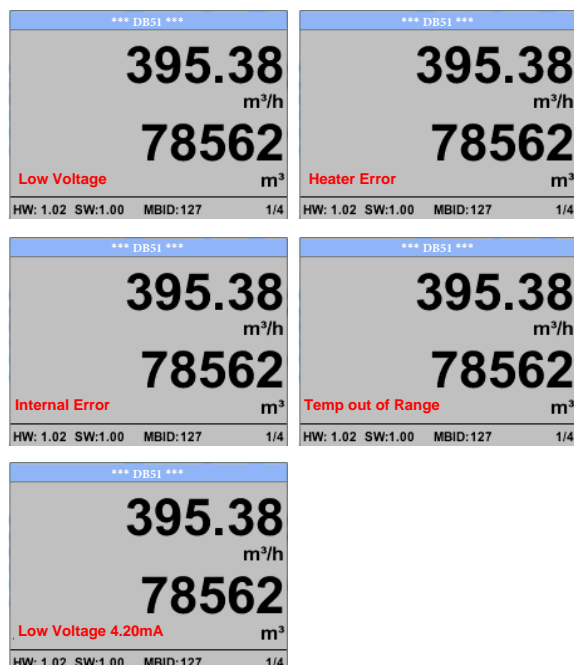 *** DB51 ***
395.38
m³/h
78562
Low Voltage m³
HW: 1.02 SW:1.00 MBID:127 1/4
*** DB51 ***
395.38
m³/h
78562
Heater Error m³
HW: 1.02 SW:1.00 MBID:127 1/4
*** DB51 ***
395.38
m³/h
78562
Internal Error m³
HW: 1.02 SW:1.00 MBID:127 1/4
*** DB51 ***
395.38
m³/h
78562
Temp out of Range m³
HW: 1.02 SW:1.00 MBID:127 1/4
*** DB51 ***
395.38
m³/h
78562
Low Voltage 4.20mA m³
HW: 1.02 SW:1.00 MBID:127 1/4